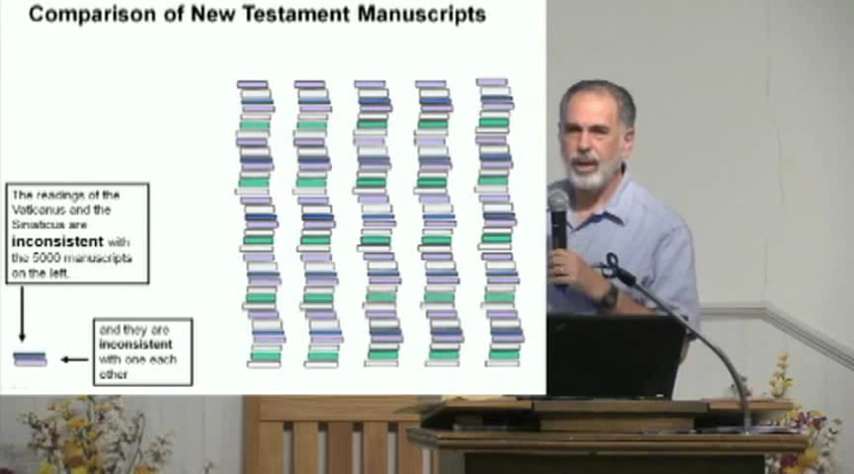 Comparison of New Testament Manuscripts
The readings of the
Vaticanus and the
Sinaiticus are
inconsistent with
the 5000 manuscripts
on the left.
and they are
inconsistent
with one each
other